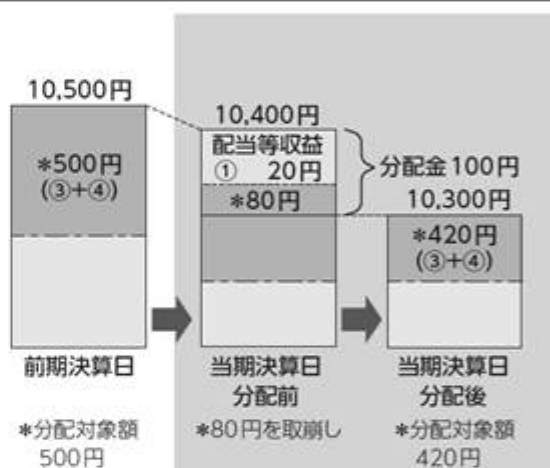 10,500円
*500円
(③+④)
前期決算日
*分配対象額
500円
10,400円
配当等収益
① 20円
*80円
分配金100円
当期決算日
分配前
*80円を取崩し
10,300円
*420円
(③+④)
当期決算日
分配後
*分配対象額
420円